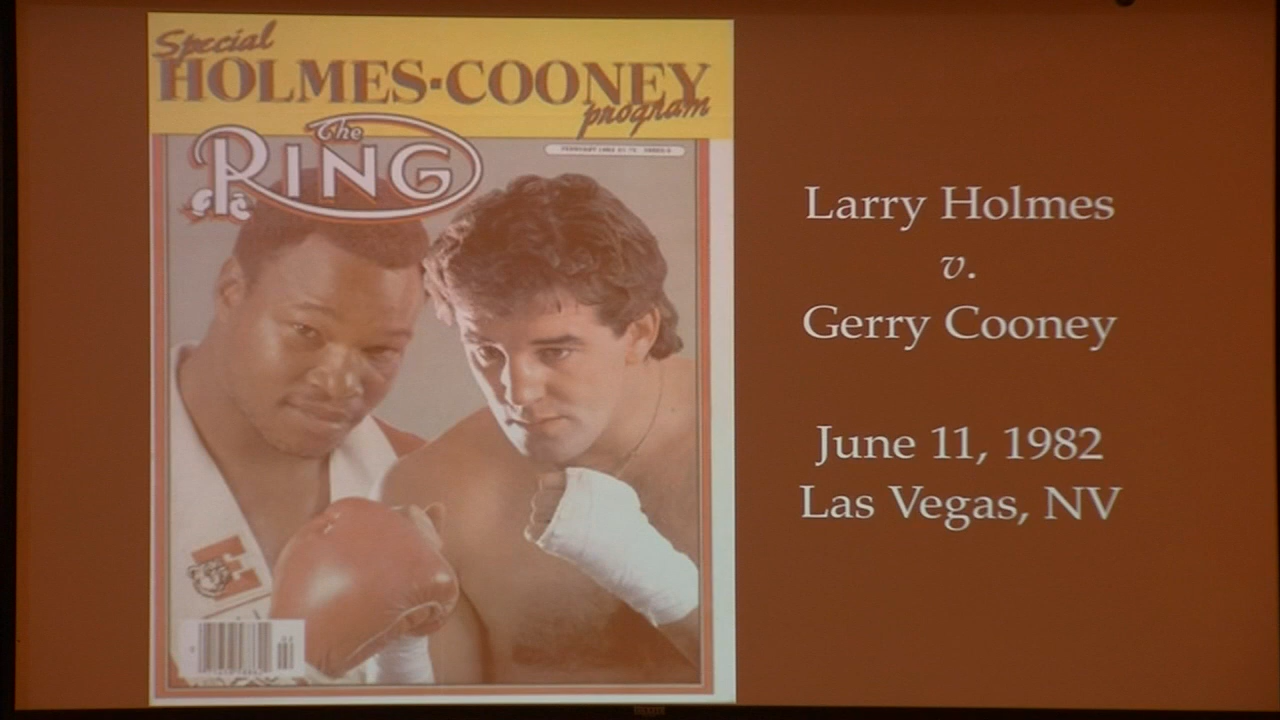 Special
HOLMES·COONEY
program
The
RING
Larry Holmes
v.
Gerry Cooney
June 11, 1982
Las Vegas, NV
E